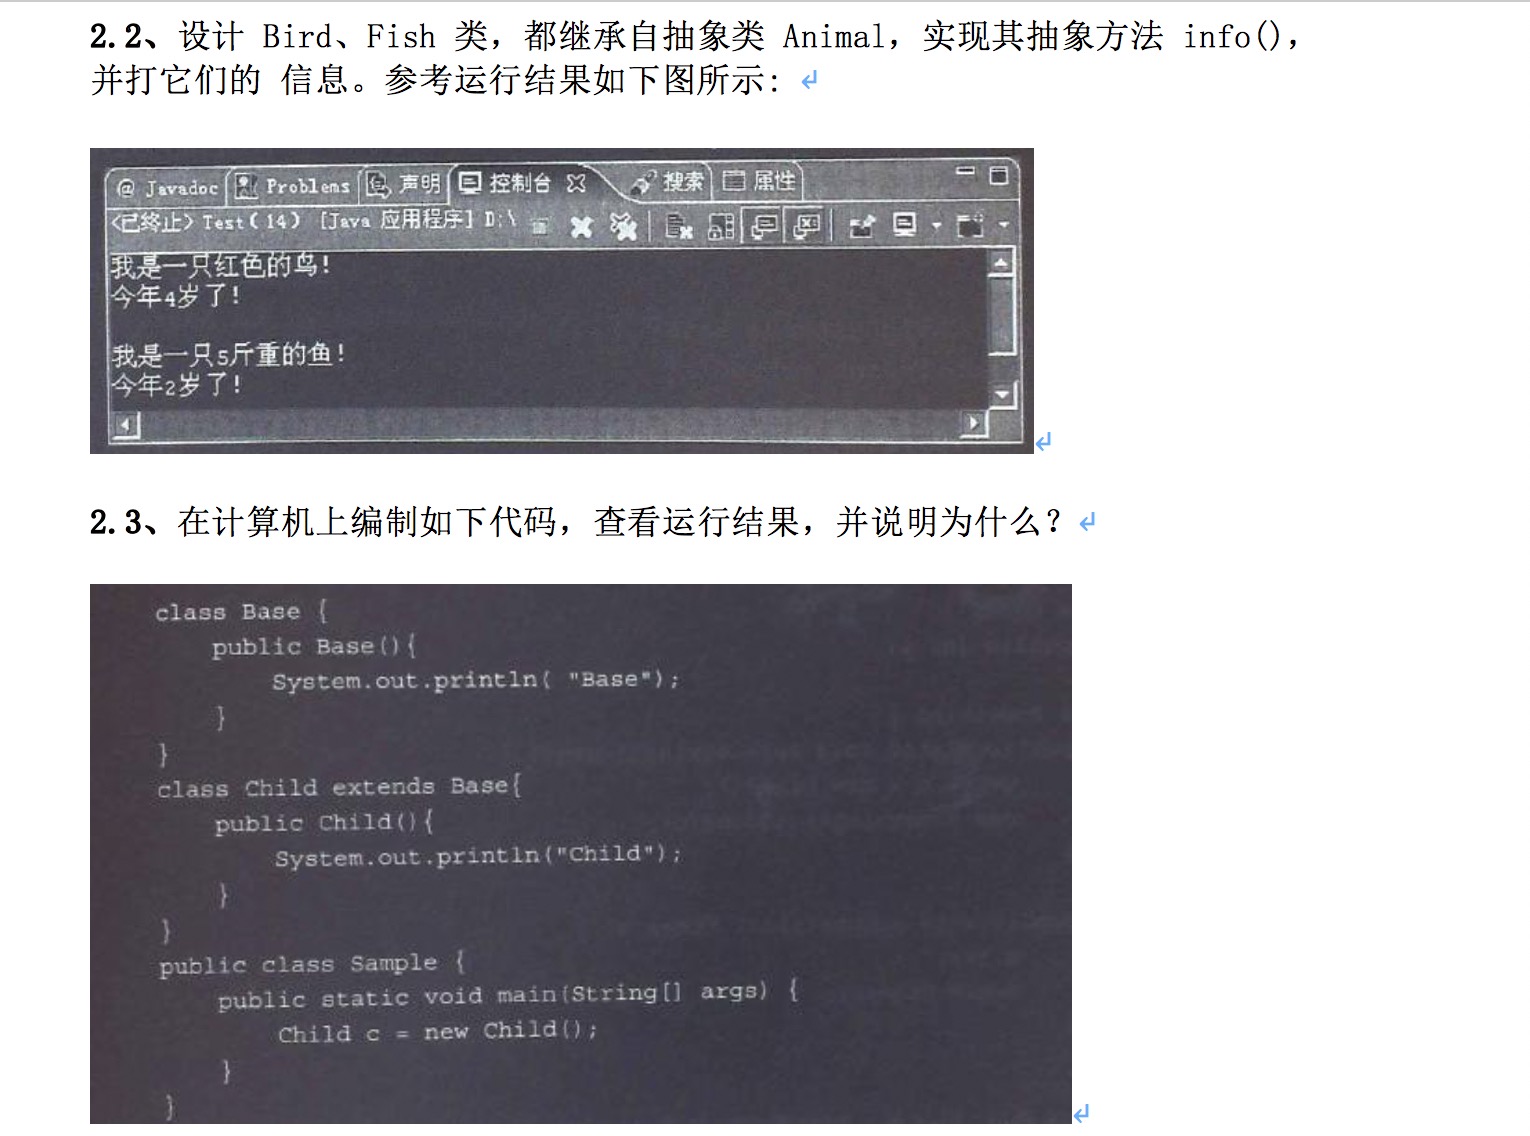 2.2、设计 Bird、Fish 类，都继承自抽象类 Animal，实现其抽象方法 info()，
并打它们的 信息。参考运行结果如下图所示：
@ Javadoc Problems 声明 控制台 搜索 属性
<已终止> Test (14) [Java 应用程序] D:\
我是一只红色的鸟!
今年4岁了!
我是一只5斤重的鱼!
今年2岁了!
2.3、在计算机上编制如下代码，查看运行结果，并说明为什么？
class Base {
public Base(){
System.out.println( "Base");
}
}
class Child extends Base{
public Child(){
System.out.println("Child");
}
}
public class Sample {
public static void main(String[] args) {
Child c = new Child();
}
}